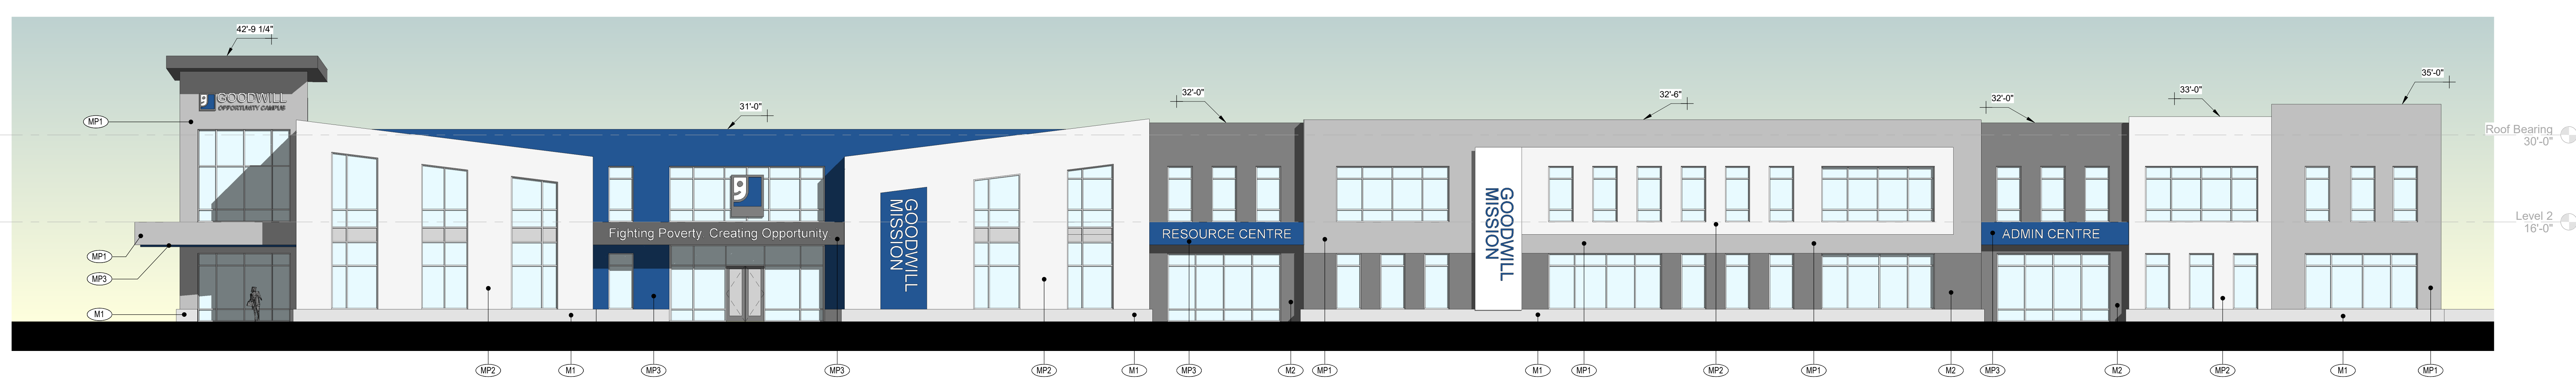 42'-9 1/4"
35'-0"
33'-0"
32'-0"
32'-6"
32'-0"
31'-0"
g GOODWILL
OPPORTUNITY CAMPUS
MP1
Roof Bearing
30'-0"
g
GOODWILL
MISSION
GOODWILL
MISSION
Level 2
16'-0"
Fighting Poverty Creating Opportunity
RESOURCE CENTRE
ADMIN CENTRE
MP1
MP3
M1
MP2 M1 MP3 MP3 MP2 M1 MP3 M2 MP1 M1 MP1 MP2 MP1 M2 MP3 M2 MP2 M1 MP1